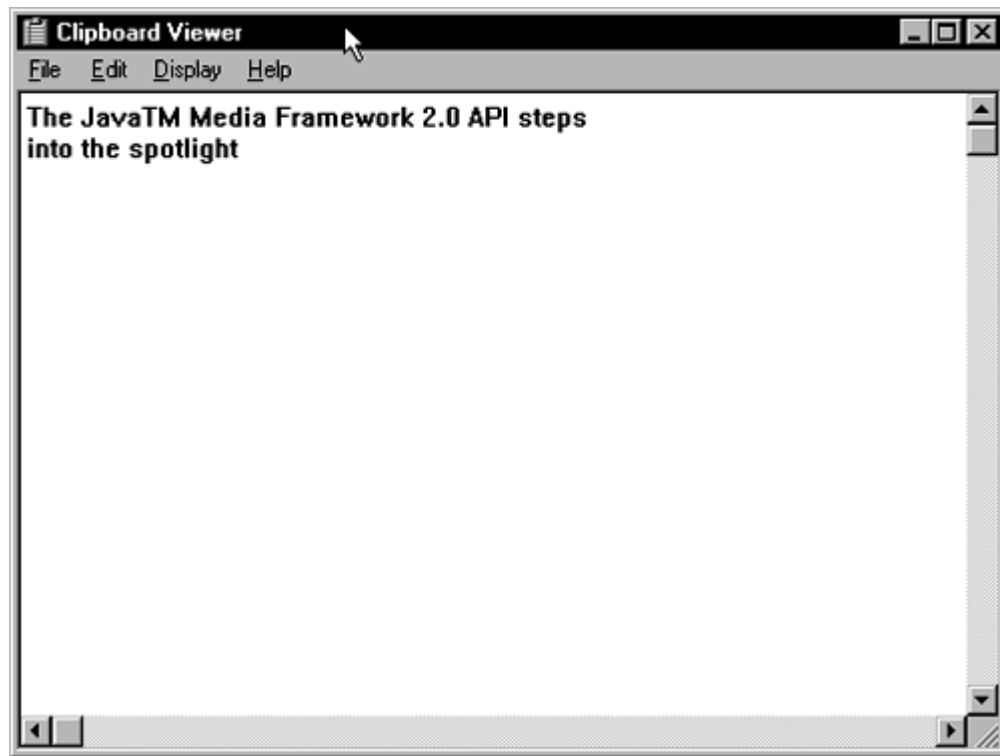 Clipboard Viewer
File Edit Display Help
The JavaTM Media Framework 2.0 API steps
into the spotlight